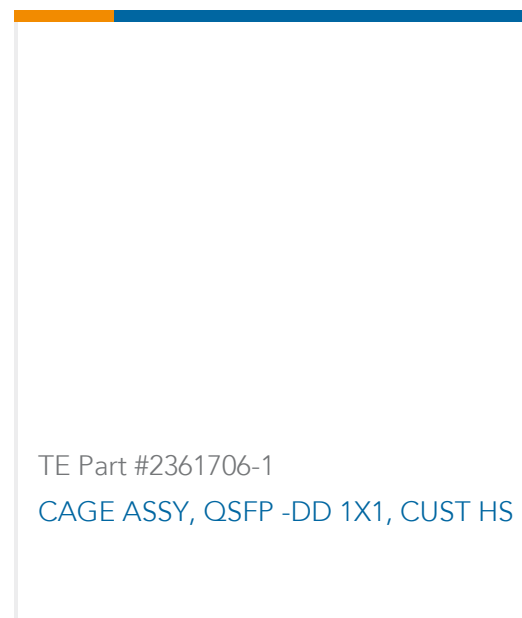 TE Part #2361706-1
CAGE ASSY, QSFP -DD 1X1, CUST HS